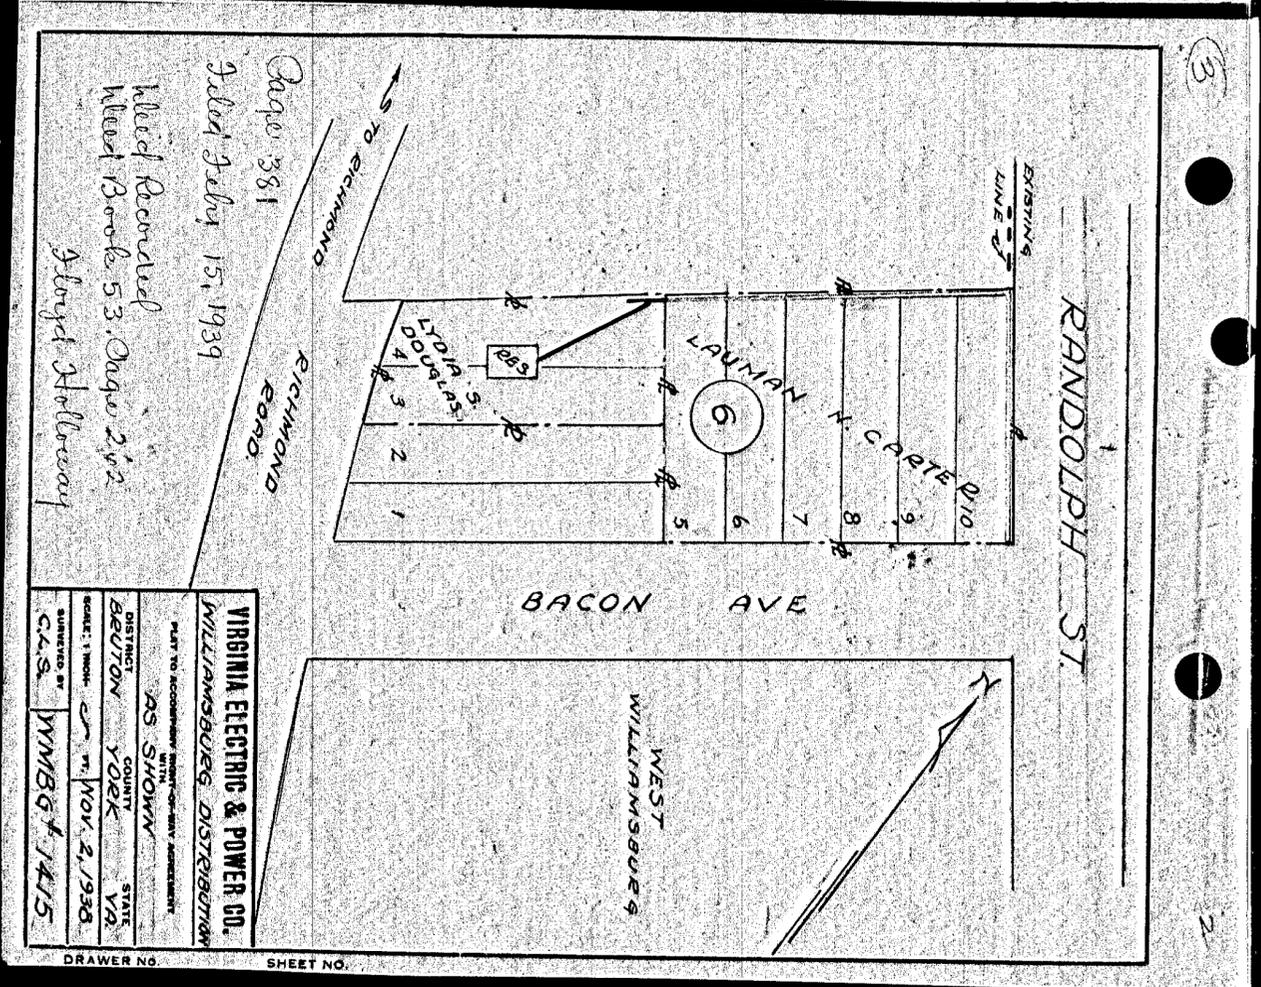 3
2
RANDOLPH ST.
EXISTING
LINE
LAUMAN N. CARTER
6
5
6
7
8
9
10
LYDIA S.
DOUGLAS
RES
4
3
2
1
S TO RICHMOND
RICHMOND
ROAD
BACON AVE
WEST
WILLIAMSBURG
N
Page 381
Filed Feby 15, 1939
Deed Recorded
Deed Book 53, Page 242
Floyd Holloway
VIRGINIA ELECTRIC & POWER CO.
WILLIAMSBURG DISTRIBUTION
PLAT TO ACCOMPANY RIGHT-OF-WAY AGREEMENT
WITH
AS SHOWN
DISTRICT COUNTY STATE
BRUTON YORK VA.
SCALE: 1 INCH- FT. NOV. 2, 1938
SURVEYED BY
C.L.S. WMBG# 1415
DRAWER NO. SHEET NO.